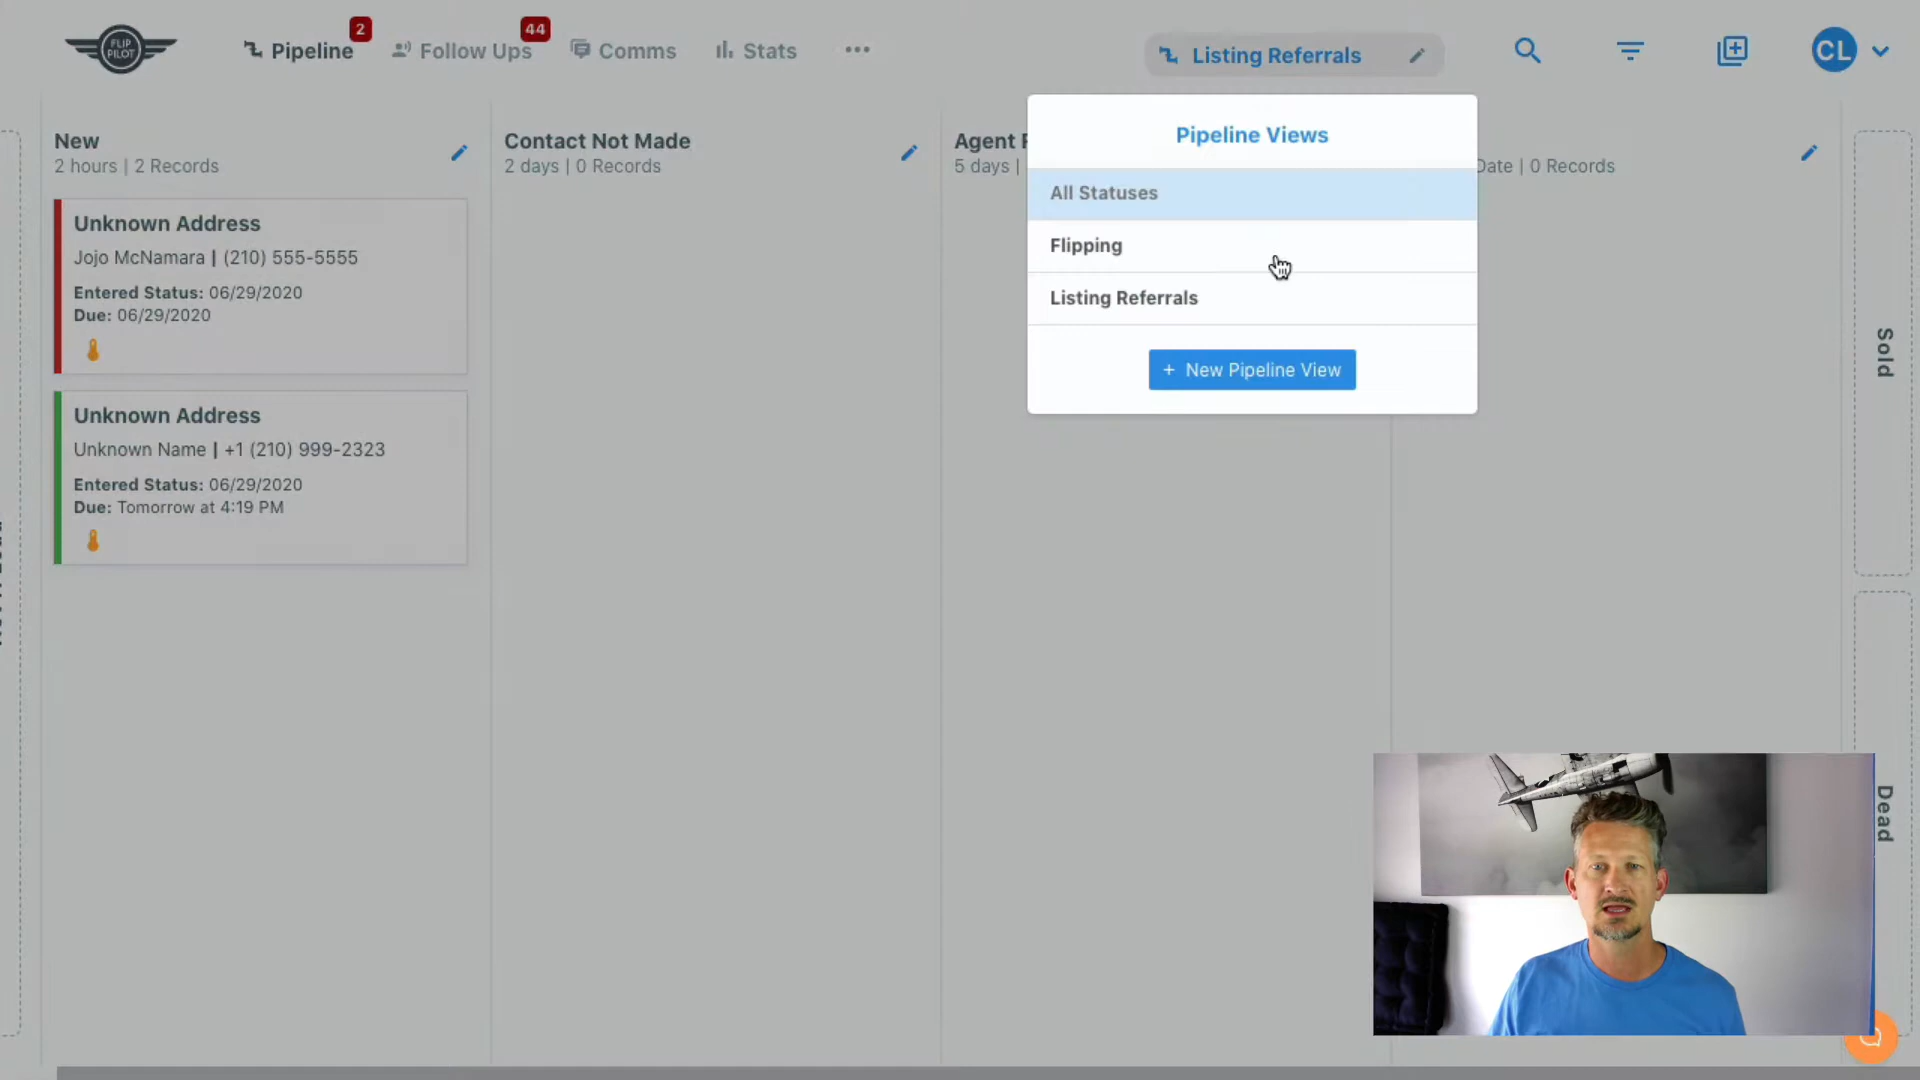 FLIP
PILOT
Pipeline
2
Follow Ups
44
Comms
Stats
Listing Referrals
CL
New
2 hours | 2 Records
Unknown Address
Jojo McNamara | (210) 555-5555
Entered Status: 06/29/2020
Due: 06/29/2020
Unknown Address
Unknown Name | +1 (210) 999-2323
Entered Status: 06/29/2020
Due: Tomorrow at 4:19 PM
Contact Not Made
2 days | 0 Records
Agent
5 days |
Date | 0 Records
Pipeline Views
All Statuses
Flipping
Listing Referrals
+ New Pipeline View
Sold
Dead